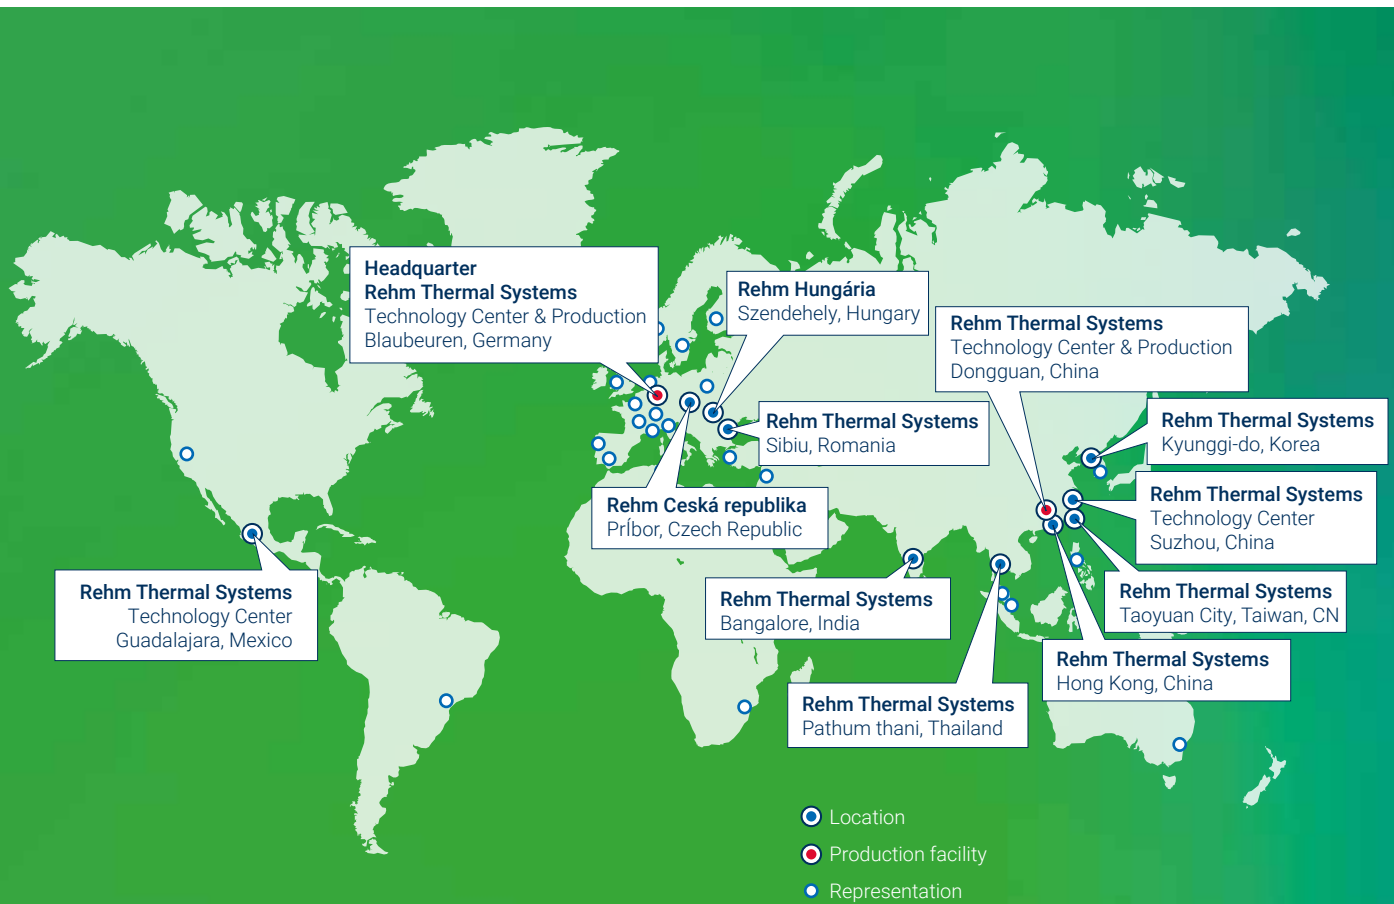 Headquarter
Rehm Thermal Systems
Technology Center & Production
Blaubeuren, Germany
Rehm Hungária
Szendehely, Hungary
Rehm Thermal Systems
Technology Center & Production
Dongguan, China
Rehm Thermal Systems
Sibiu, Romania
Rehm Thermal Systems
Kyunggi-do, Korea
Rehm Ceská republika
PrÍbor, Czech Republic
Rehm Thermal Systems
Technology Center
Suzhou, China
Rehm Thermal Systems
Technology Center
Guadalajara, Mexico
Rehm Thermal Systems
Bangalore, India
Rehm Thermal Systems
Taoyuan City, Taiwan, CN
Rehm Thermal Systems
Hong Kong, China
Rehm Thermal Systems
Pathum thani, Thailand
Location
Production facility
Representation